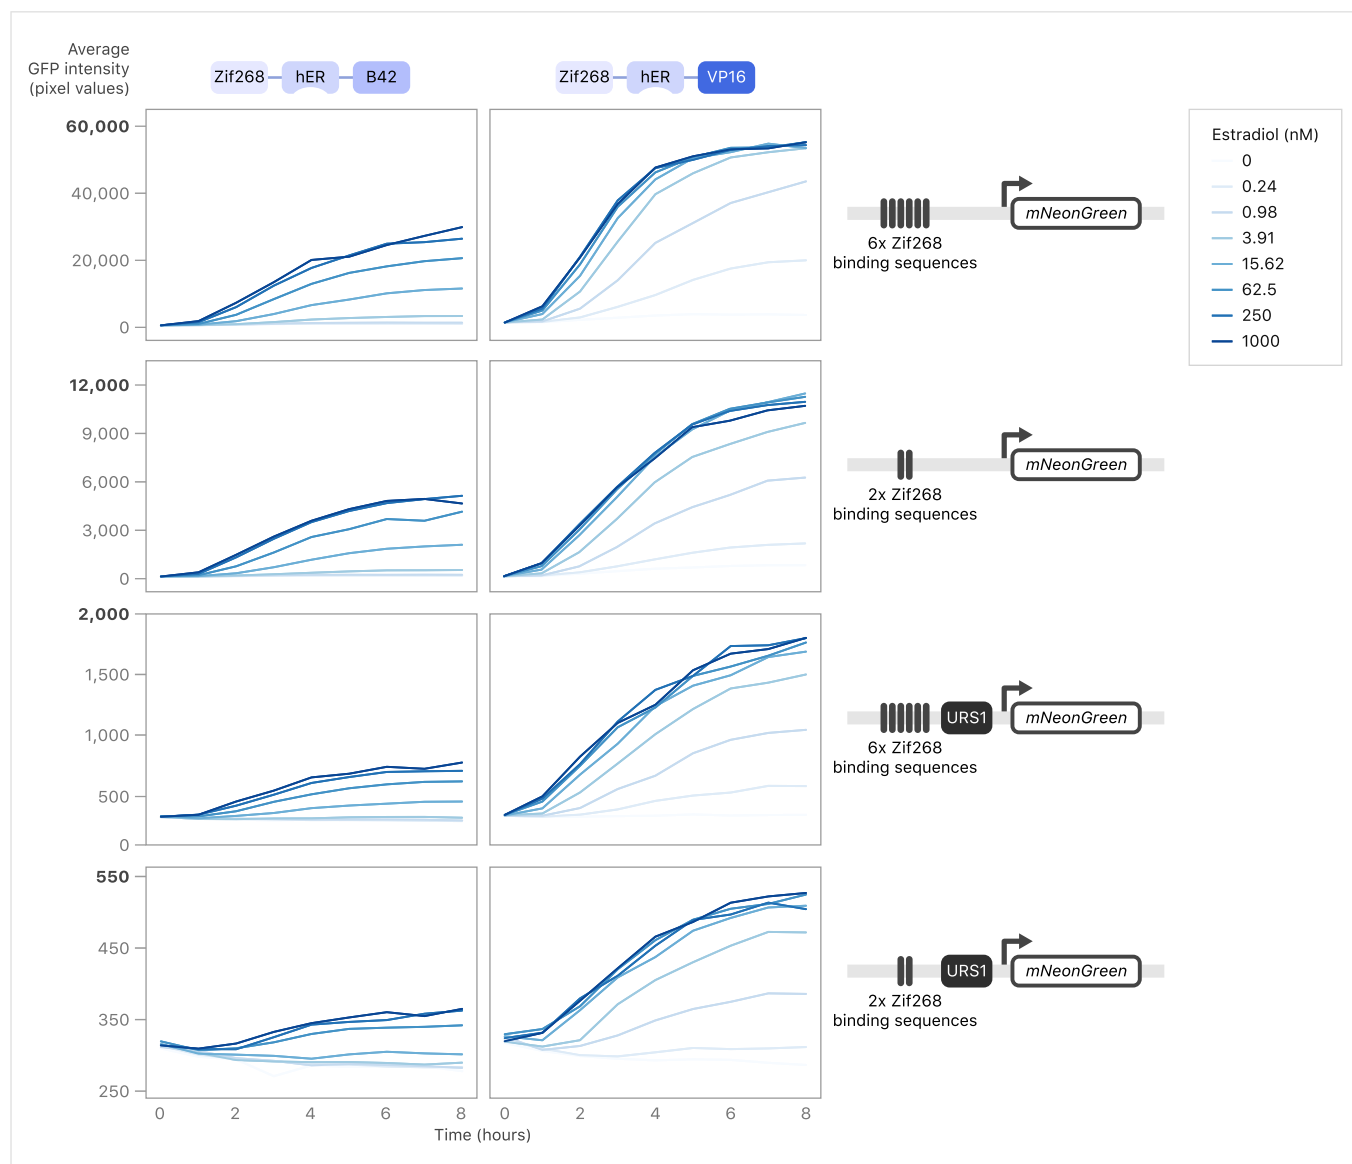 Average
GFP intensity
(pixel values)
Zif268 hER B42
Zif268 hER VP16
60,000
40,000
20,000
0
6x Zif268
binding sequences
mNeonGreen
Estradiol (nM)
0
0.24
0.98
3.91
15.62
62.5
250
1000
12,000
9,000
6,000
3,000
0
2x Zif268
binding sequences
mNeonGreen
2,000
1,500
1,000
500
0
6x Zif268
binding sequences
URS1
mNeonGreen
550
450
350
250
2x Zif268
binding sequences
URS1
mNeonGreen
0 2 4 6 8
0 2 4 6 8
Time (hours)